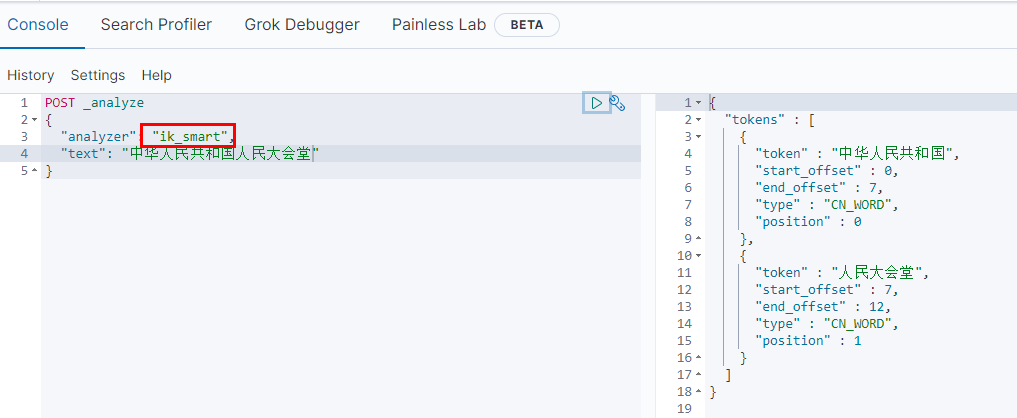 Console Search Profiler Grok Debugger Painless Lab BETA
History Settings Help
1 POST _analyze
2 {
3 "analyzer": "ik_smart",
4 "text": "中华人民共和国人民大会堂"
5 }
1 {
2 "tokens" : [
3 {
4 "token" : "中华人民共和国",
5 "start_offset" : 0,
6 "end_offset" : 7,
7 "type" : "CN_WORD",
8 "position" : 0
9 },
10 {
11 "token" : "人民大会堂",
12 "start_offset" : 7,
13 "end_offset" : 12,
14 "type" : "CN_WORD",
15 "position" : 1
16 }
17 ]
18 }
19